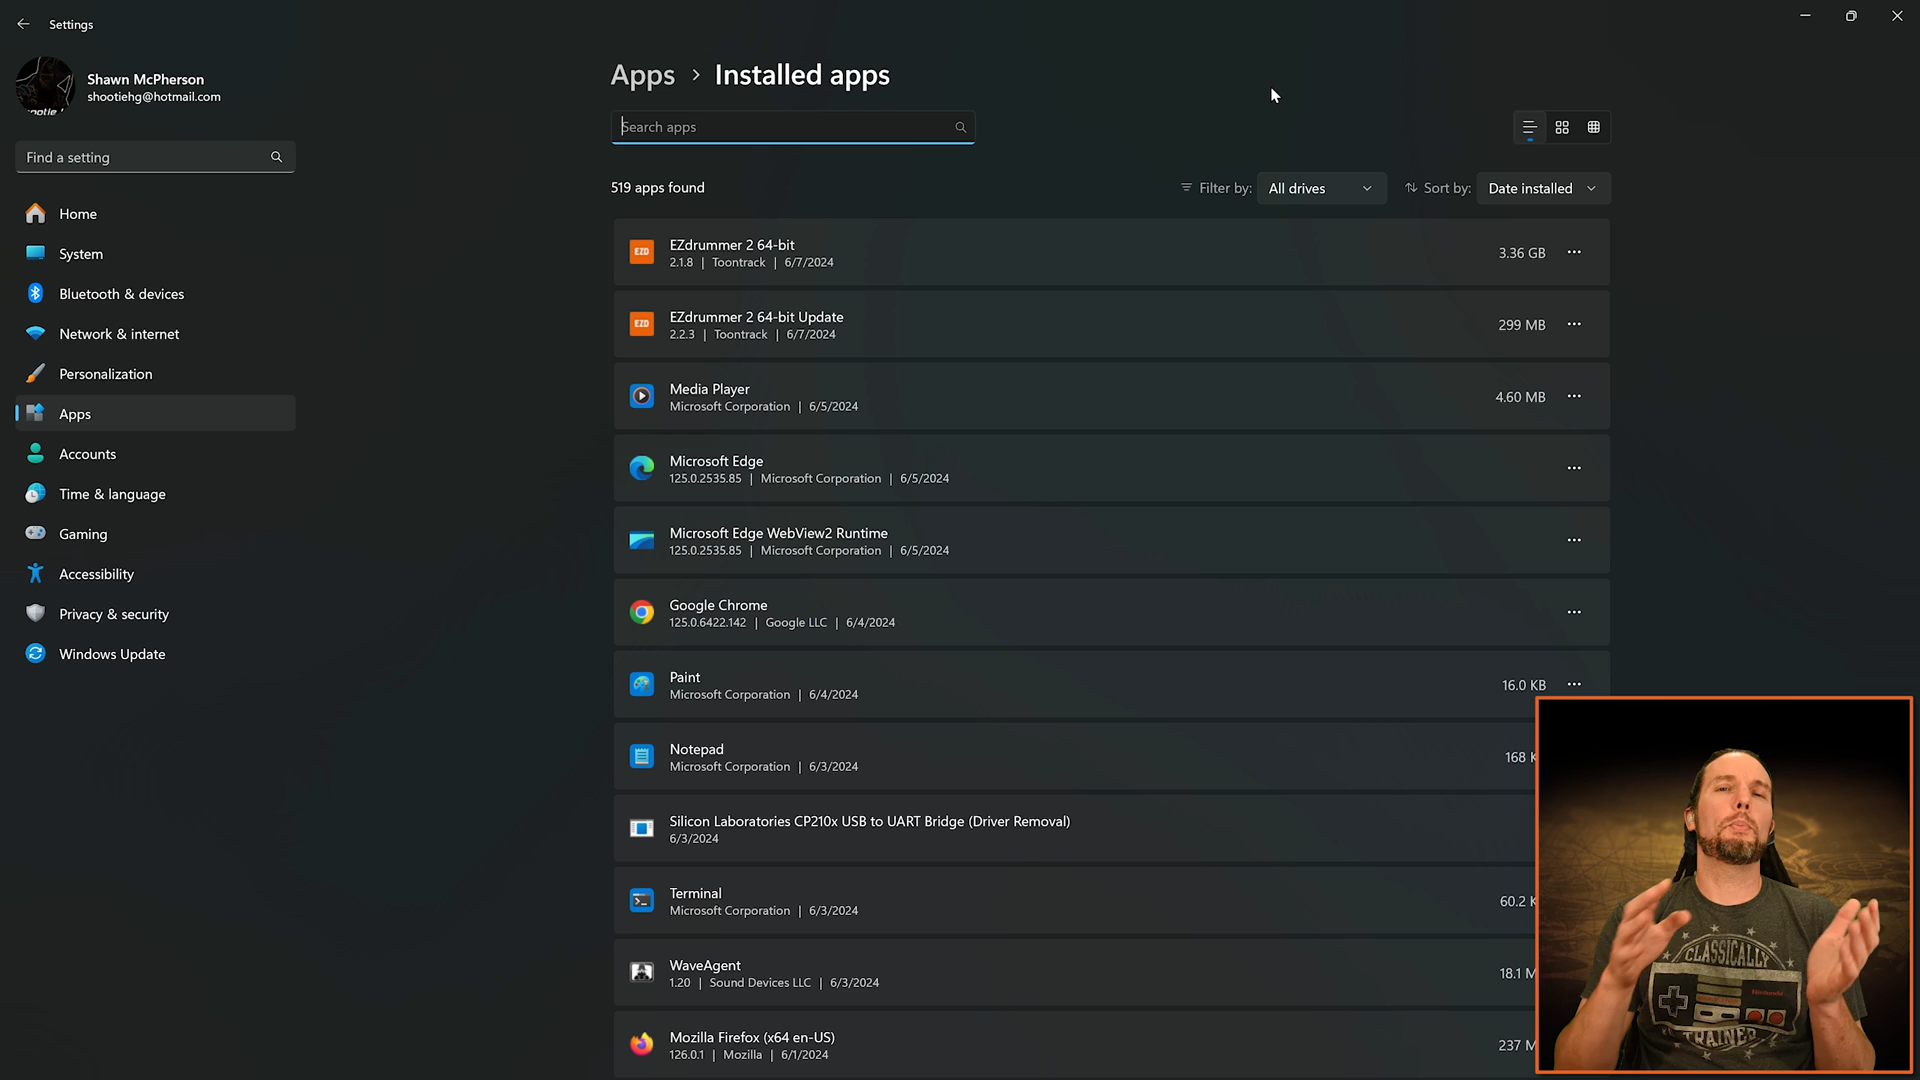 Settings
Shawn McPherson
shootiehg@hotmail.com
Find a setting
Home
System
Bluetooth & devices
Network & internet
Personalization
Apps
Accounts
Time & language
Gaming
Accessibility
Privacy & security
Windows Update
Apps > Installed apps
Search apps
519 apps found
Filter by: All drives
Sort by: Date installed
EZD
EZdrummer 2 64-bit
2.1.8 | Toontrack | 6/7/2024
3.36 GB
EZD
EZdrummer 2 64-bit Update
2.2.3 | Toontrack | 6/7/2024
299 MB
Media Player
Microsoft Corporation | 6/5/2024
4.60 MB
Microsoft Edge
125.0.2535.85 | Microsoft Corporation | 6/5/2024
Microsoft Edge WebView2 Runtime
125.0.2535.85 | Microsoft Corporation | 6/5/2024
Google Chrome
125.0.6422.142 | Google LLC | 6/4/2024
Paint
Microsoft Corporation | 6/4/2024
16.0 KB
Notepad
Microsoft Corporation | 6/3/2024
168 K
Silicon Laboratories CP210x USB to UART Bridge (Driver Removal)
6/3/2024
Terminal
Microsoft Corporation | 6/3/2024
60.2 K
WaveAgent
1.20 | Sound Devices LLC | 6/3/2024
18.1 M
Mozilla Firefox (x64 en-US)
126.0.1 | Mozilla | 6/1/2024
237 M
CLASSICALLY
Nintendo
TRAINED